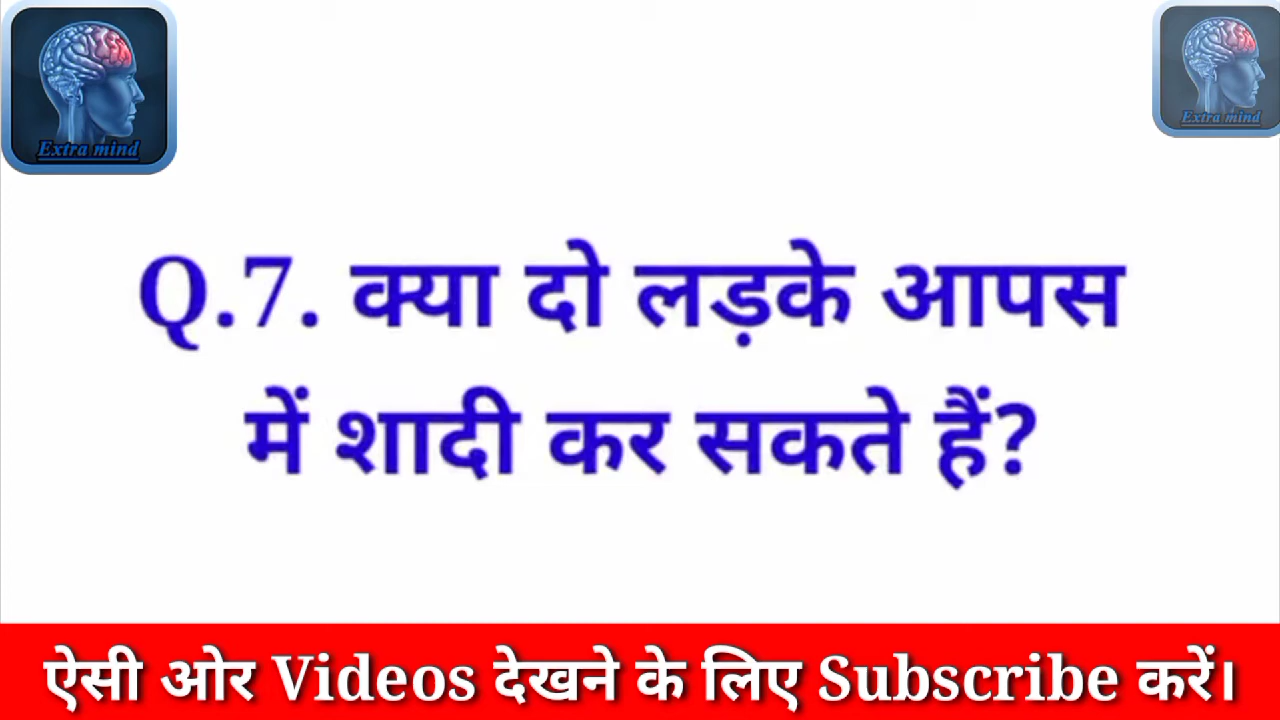 Extra mind
Extra mind
Q.7. क्या दो लड़के आपस
में शादी कर सकते हैं?
ऐसी ओर Videos देखने के लिए Subscribe करें।